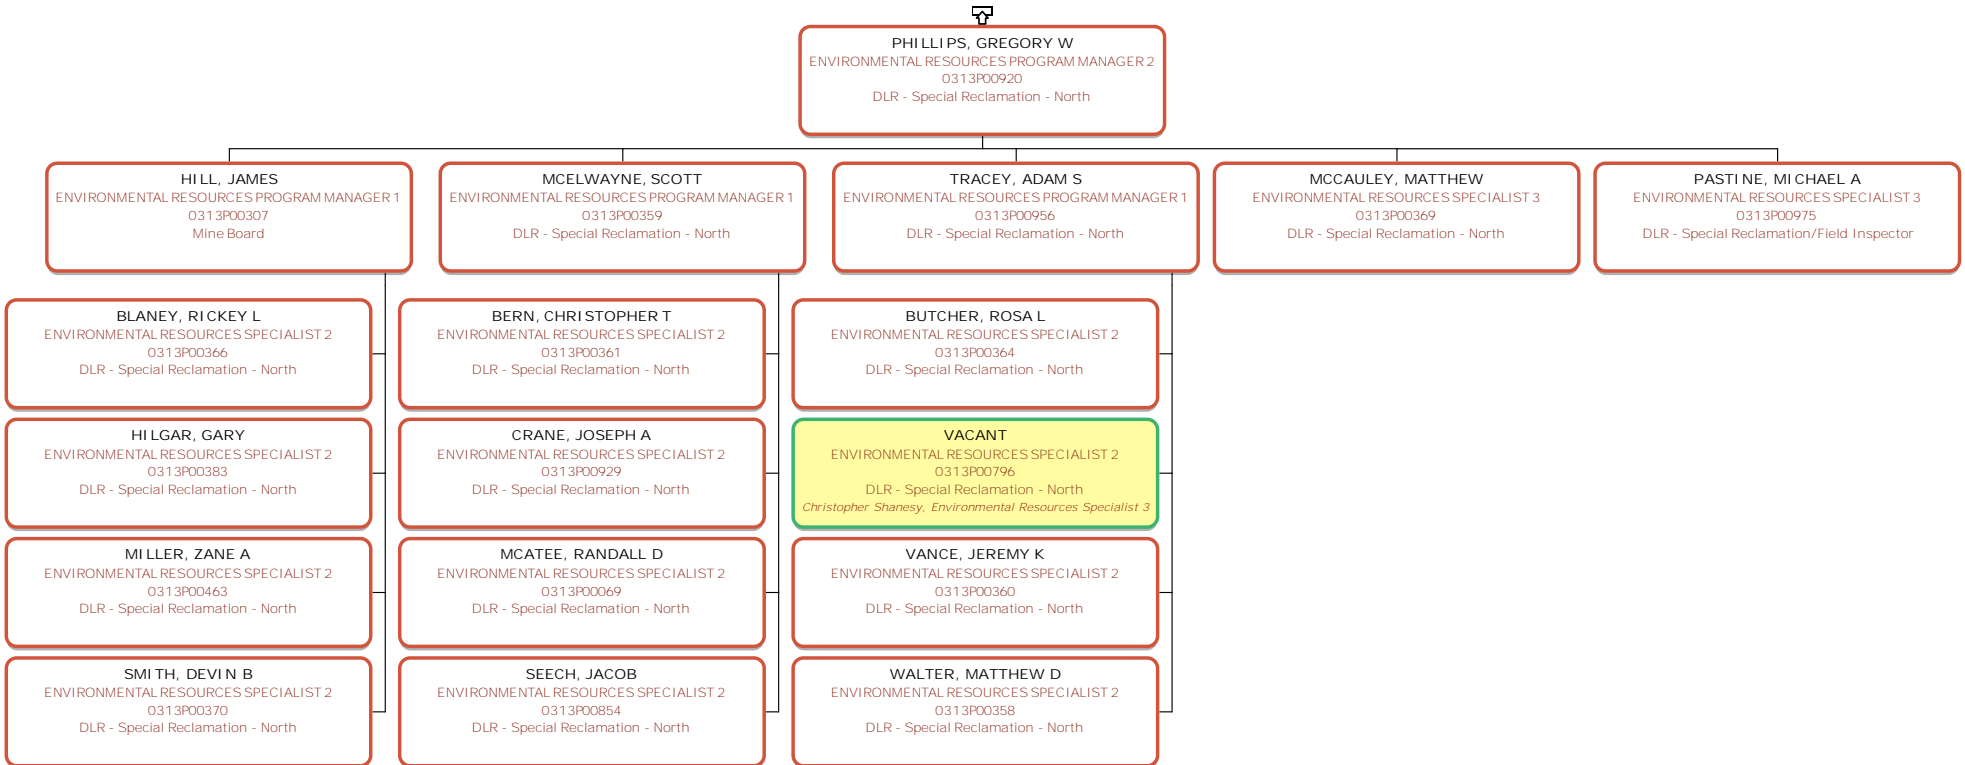 PHILLIPS, GREGORY W
ENVIRONMENTAL RESOURCES PROGRAM MANAGER 2
0313P00920
DLR - Special Reclamation - North
HILL, JAMES
ENVIRONMENTAL RESOURCES PROGRAM MANAGER 1
0313P00307
Mine Board
MCELWAYNE, SCOTT
ENVIRONMENTAL RESOURCES PROGRAM MANAGER 1
0313P00359
DLR - Special Reclamation - North
TRACEY, ADAM S
ENVIRONMENTAL RESOURCES PROGRAM MANAGER 1
0313P00956
DLR - Special Reclamation - North
MCCAULEY, MATTHEW
ENVIRONMENTAL RESOURCES SPECIALIST 3
0313P00369
DLR - Special Reclamation - North
PASTINE, MICHAEL A
ENVIRONMENTAL RESOURCES SPECIALIST 3
0313P00975
DLR - Special Reclamation/Field Inspector
BLANEY, RICKEY L
ENVIRONMENTAL RESOURCES SPECIALIST 2
0313P00366
DLR - Special Reclamation - North
BERN, CHRISTOPHER T
ENVIRONMENTAL RESOURCES SPECIALIST 2
0313P00361
DLR - Special Reclamation - North
BUTCHER, ROSA L
ENVIRONMENTAL RESOURCES SPECIALIST 2
0313P00364
DLR - Special Reclamation - North
HILGAR, GARY
ENVIRONMENTAL RESOURCES SPECIALIST 2
0313P00383
DLR - Special Reclamation - North
CRANE, JOSEPH A
ENVIRONMENTAL RESOURCES SPECIALIST 2
0313P00929
DLR - Special Reclamation - North
VACANT
ENVIRONMENTAL RESOURCES SPECIALIST 2
0313P00796
DLR - Special Reclamation - North
Christopher Shanesy, Environmental Resources Specialist 3
MILLER, ZANE A
ENVIRONMENTAL RESOURCES SPECIALIST 2
0313P00463
DLR - Special Reclamation - North
MCATEE, RANDALL D
ENVIRONMENTAL RESOURCES SPECIALIST 2
0313P00069
DLR - Special Reclamation - North
VANCE, JEREMY K
ENVIRONMENTAL RESOURCES SPECIALIST 2
0313P00360
DLR - Special Reclamation - North
SMITH, DEVIN B
ENVIRONMENTAL RESOURCES SPECIALIST 2
0313P00370
DLR - Special Reclamation - North
SEECH, JACOB
ENVIRONMENTAL RESOURCES SPECIALIST 2
0313P00854
DLR - Special Reclamation - North
WALTER, MATTHEW D
ENVIRONMENTAL RESOURCES SPECIALIST 2
0313P00358
DLR - Special Reclamation - North